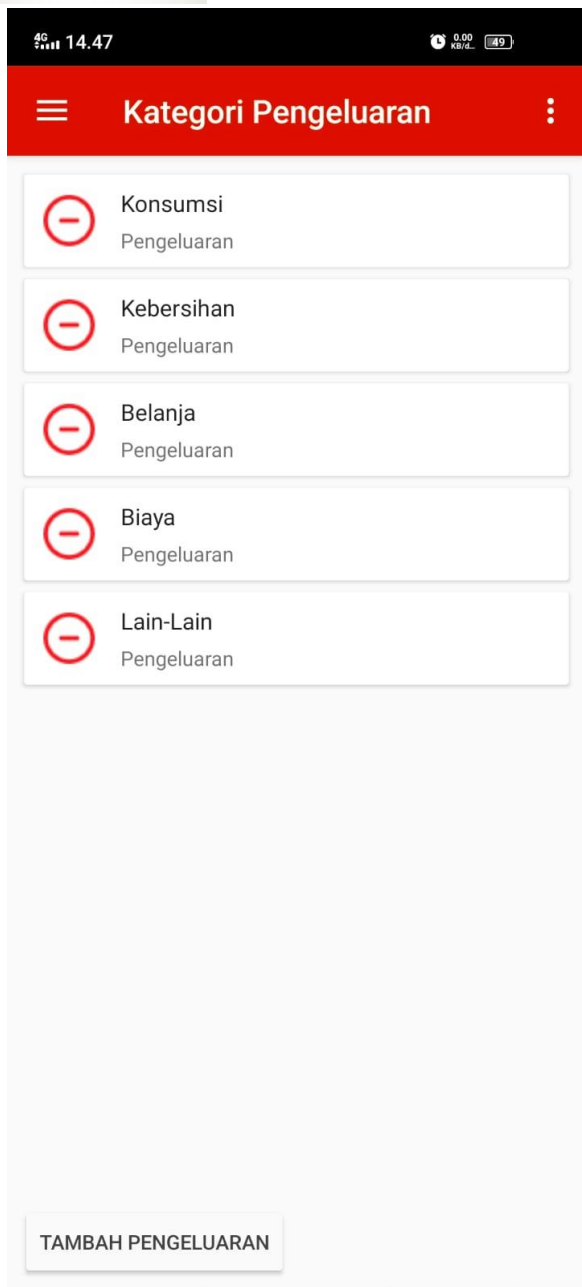 4G 14.47
0.00
KB/d... 49
Kategori Pengeluaran
Konsumsi
Pengeluaran
Kebersihan
Pengeluaran
Belanja
Pengeluaran
Biaya
Pengeluaran
Lain-Lain
Pengeluaran
TAMBAH PENGELUARAN